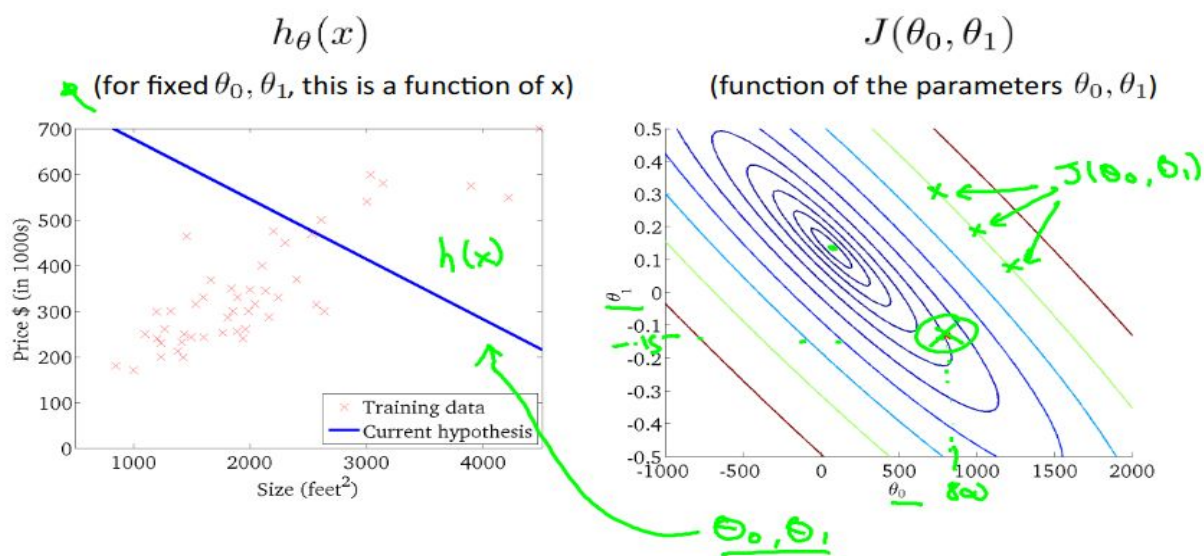 hθ(x)
(for fixed θ0, θ1, this is a function of x)
700
600
500
400
300
200
100
0
Price $ (in 1000s)
h(x)
Training data
Current hypothesis
1000
2000
3000
4000
Size (feet²)
θ0, θ1
J(θ0, θ1)
(function of the parameters θ0, θ1)
0.5
0.4
0.3
0.2
0.1
0
-0.1
-0.2
-0.3
-0.4
-0.5
θ1
-.15
J(θ0, θ1)
-1000
-500
0
500
1000
1500
2000
θ0
800